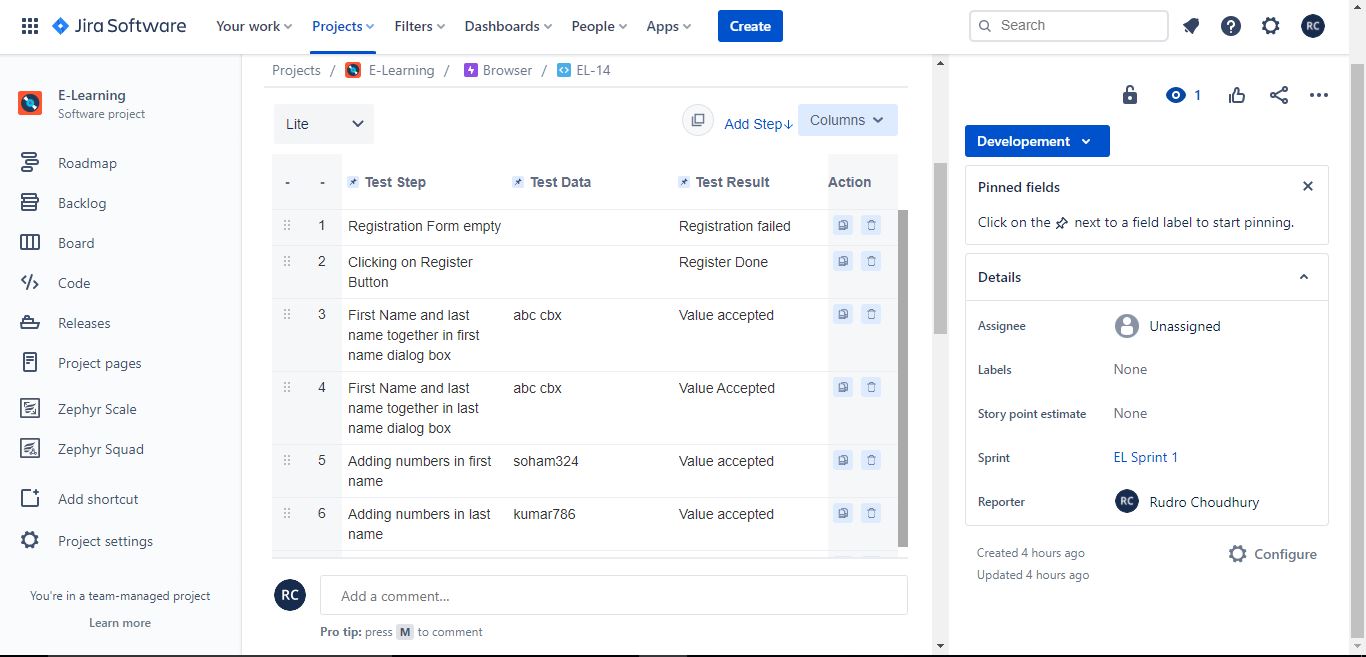 Jira Software
Your work
Projects
Filters
Dashboards
People
Apps
Create
Search
RC
E-Learning
Software project
Roadmap
Backlog
Board
Code
Releases
Project pages
Zephyr Scale
Zephyr Squad
Add shortcut
Project settings
You're in a team-managed project
Learn more
Projects / E-Learning / Browser / EL-14
Lite
Add Step↓
Columns
- - Test Step Test Data Test Result Action
1 Registration Form empty Registration failed
2 Clicking on Register Register Done
Button
3 First Name and last abc cbx Value accepted
name together in first
name dialog box
4 First Name and last abc cbx Value Accepted
name together in last
name dialog box
5 Adding numbers in first soham324 Value accepted
name
6 Adding numbers in last kumar786 Value accepted
name
RC
Add a comment...
Pro tip: press M to comment
1
Developement
Pinned fields
Click on the next to a field label to start pinning.
Details
Assignee Unassigned
Labels None
Story point estimate None
Sprint EL Sprint 1
Reporter RC Rudro Choudhury
Created 4 hours ago
Updated 4 hours ago
Configure